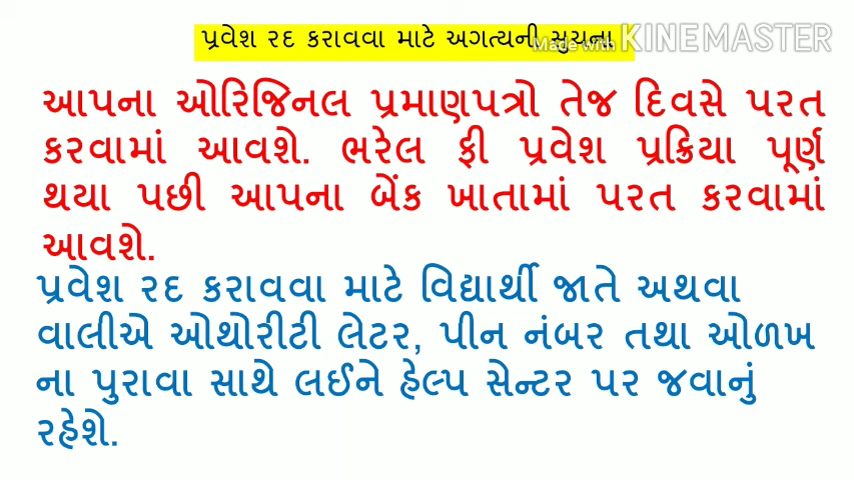 પ્રવેશ રદ કરાવવા માટે અગત્યની સુચના
Made with KINEMASTER
આપના ઓરિજિનલ પ્રમાણપત્રો તેજ દિવસે પરત
કરવામાં આવશે. ભરેલ ફી પ્રવેશ પ્રક્રિયા પૂર્ણ
થયા પછી આપના બેંક ખાતામાં પરત કરવામાં
આવશે.
પ્રવેશ રદ કરાવવા માટે વિદ્યાર્થી જાતે અથવા
વાલીએ ઓથોરીટી લેટર, પીન નંબર તથા ઓળખ
ના પુરાવા સાથે લઈને હેલ્પ સેન્ટર પર જવાનું
રહેશે.